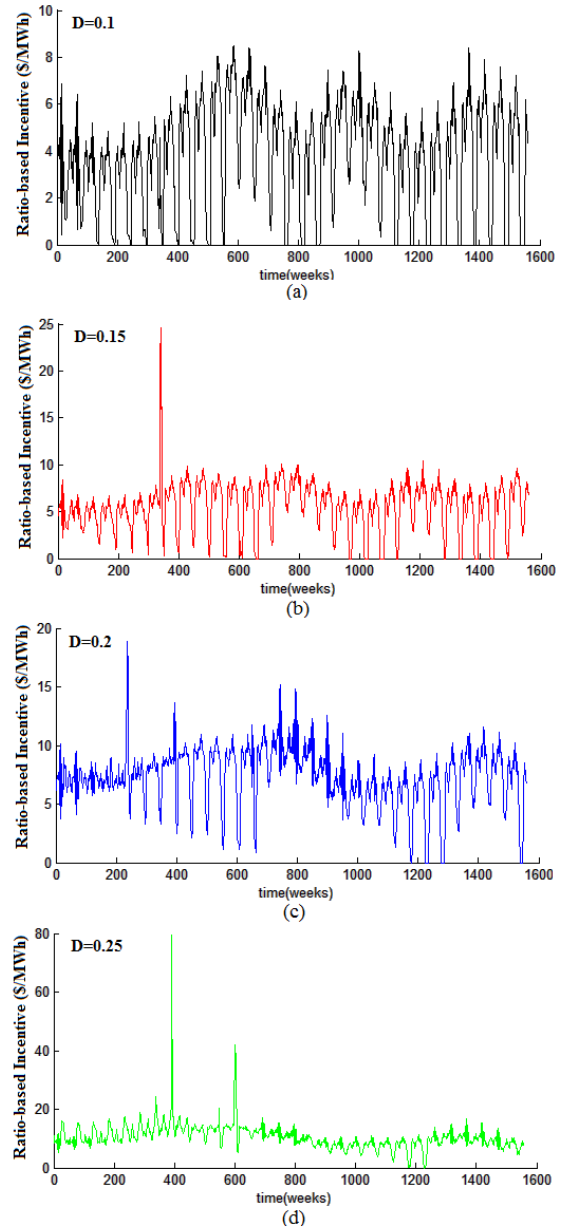 D=0.1
Ratio-based Incentive ($/MWh)
10
8
6
4
2
0
0 200 400 600 800 1000 1200 1400 1600
time(weeks)
(a)
D=0.15
Ratio-based Incentive ($/MWh)
25
20
15
10
5
0
0 200 400 600 800 1000 1200 1400 1600
time(weeks)
(b)
D=0.2
Ratio-based Incentive ($/MWh)
20
15
10
5
0
0 200 400 600 800 1000 1200 1400 1600
time(weeks)
(c)
D=0.25
Ratio-based Incentive ($/MWh)
80
60
40
20
0
0 200 400 600 800 1000 1200 1400 1600
time(weeks)
(d)